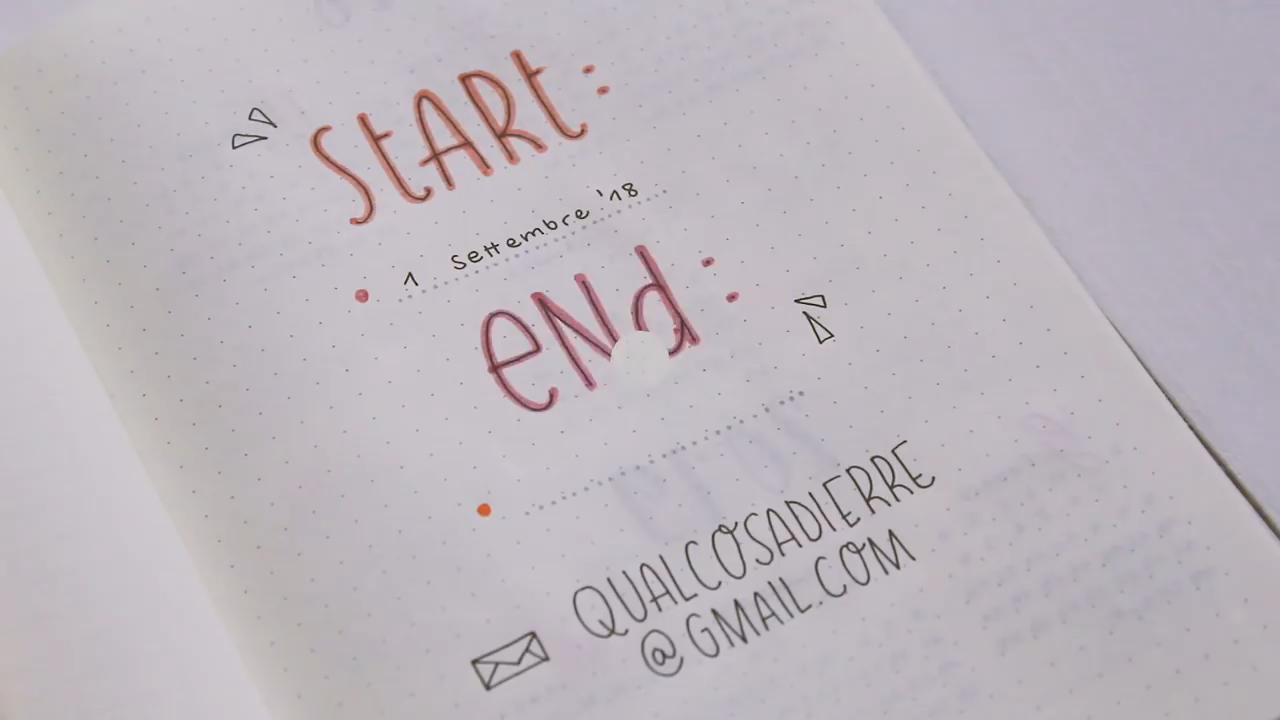 StARt:
1 Settembre '18
eNd:
QUALCOSADIERRE
@GMAIL.COM